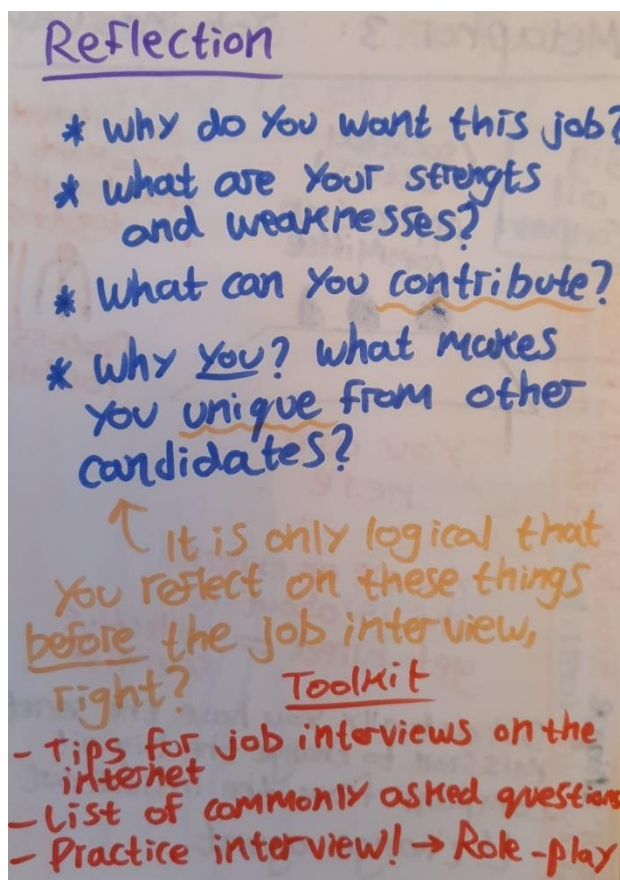 Reflection
* Why do you want this job?
* what are your strengts
and weaknesses?
* What can you contribute?
* Why you? what makes
you unique from other
candidates?
↑ It is only logical that
you reflect on these things
before the job interview,
right?
Toolkit
- Tips for job interviews on the
internet
- List of commonly asked questions
- Practice interview! → Role-play